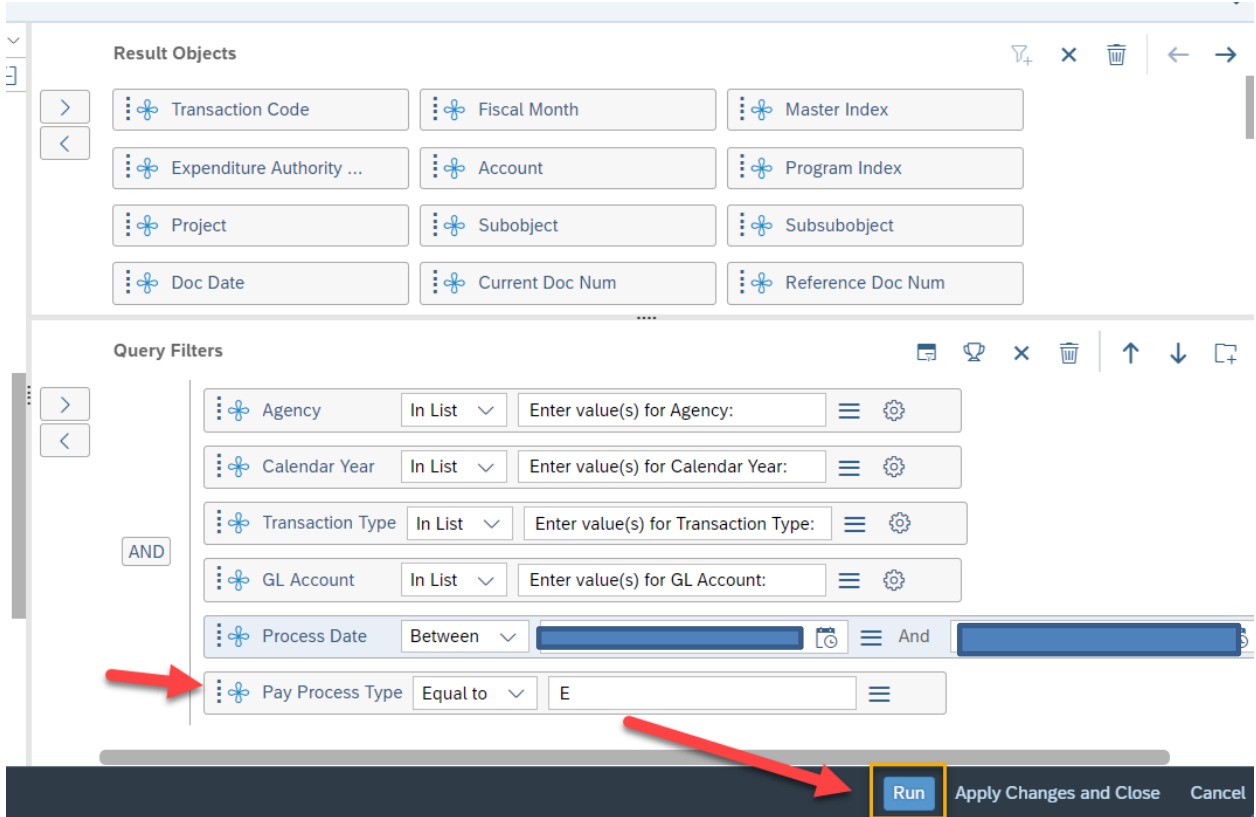 Result Objects
Transaction Code Fiscal Month Master Index
Expenditure Authority ... Account Program Index
Project Subobject Subsubobject
Doc Date Current Doc Num Reference Doc Num
Query Filters
Agency In List Enter value(s) for Agency:
Calendar Year In List Enter value(s) for Calendar Year:
Transaction Type In List Enter value(s) for Transaction Type:
AND
GL Account In List Enter value(s) for GL Account:
Process Date Between And
Pay Process Type Equal to E
Run Apply Changes and Close Cancel